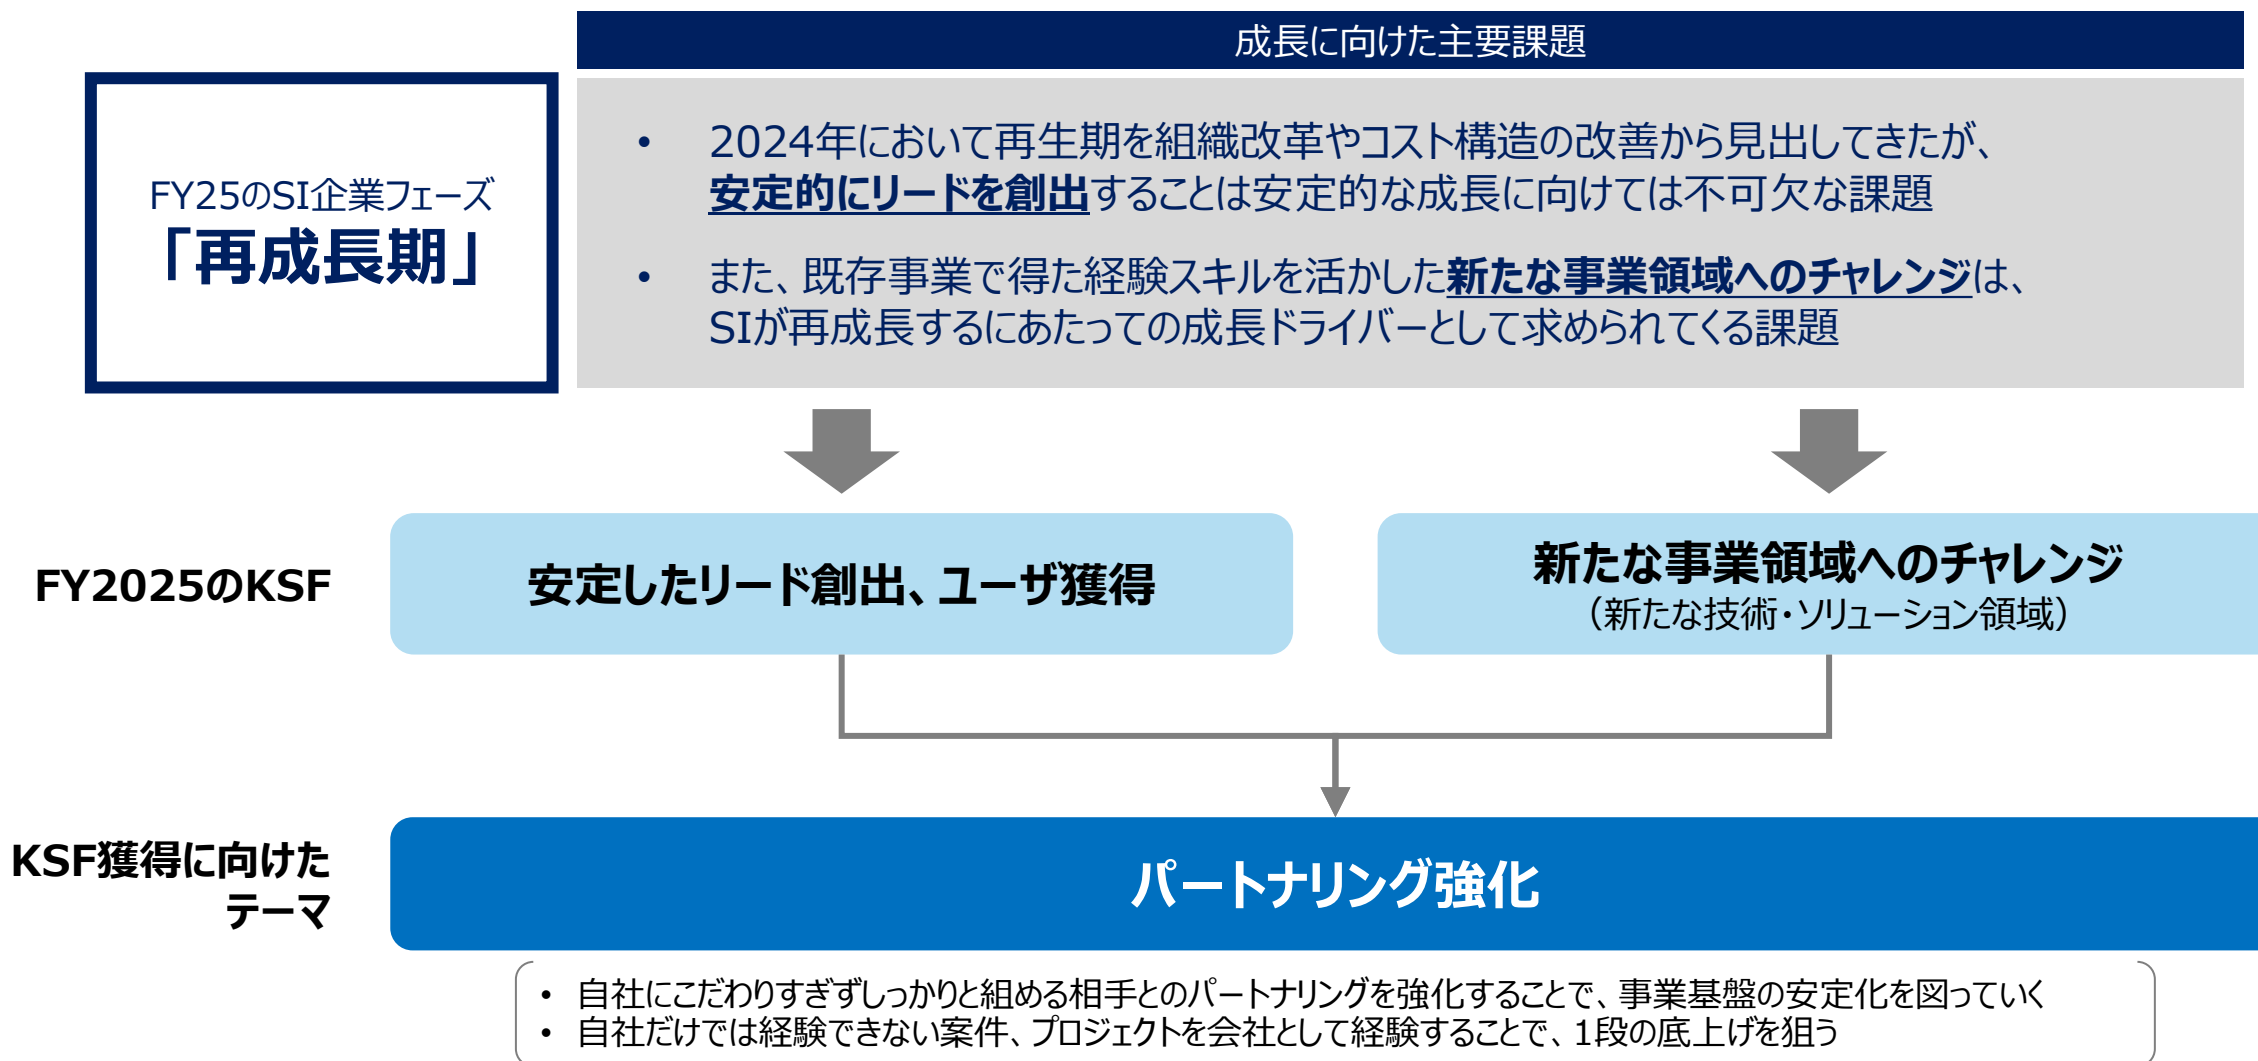 成長に向けた主要課題
FY25のSI企業フェーズ
「再成長期」
• 2024年において再生期を組織改革やコスト構造の改善から見出してきたが、
安定的にリードを創出することは安定的な成長に向けては不可欠な課題
• また、既存事業で得た経験スキルを活かした新たな事業領域へのチャレンジは、
SIが再成長するにあたっての成長ドライバーとして求められてくる課題
FY2025のKSF
安定したリード創出、ユーザ獲得
新たな事業領域へのチャレンジ
（新たな技術・ソリューション領域）
KSF獲得に向けた
テーマ
パートナリング強化
• 自社にこだわりすぎずしっかりと組める相手とのパートナリングを強化することで、事業基盤の安定化を図っていく
• 自社だけでは経験できない案件、プロジェクトを会社として経験することで、1段の底上げを狙う